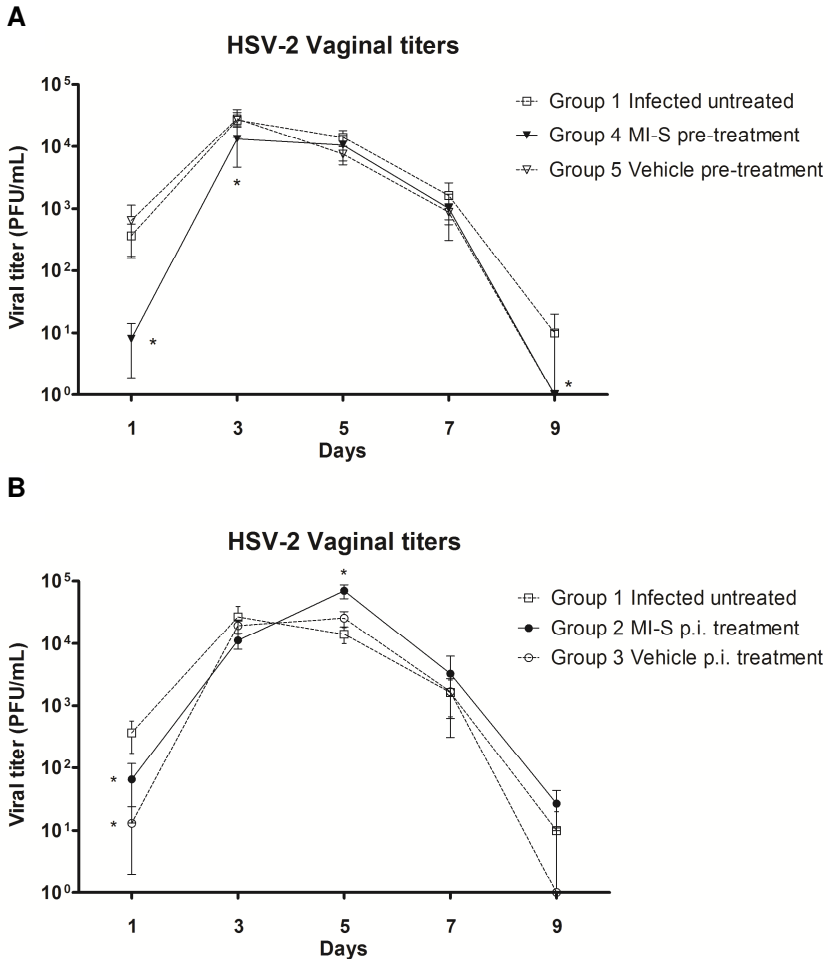 A
HSV-2 Vaginal titers
Viral titer (PFU/mL)
10⁵
10⁴
10³
10²
10¹
10⁰
1 3 5 7 9
Days
Group 1 Infected untreated
Group 4 MI-S pre-treatment
Group 5 Vehicle pre-treatment
*
*
*
B
HSV-2 Vaginal titers
Viral titer (PFU/mL)
10⁵
10⁴
10³
10²
10¹
10⁰
1 3 5 7 9
Days
Group 1 Infected untreated
Group 2 MI-S p.i. treatment
Group 3 Vehicle p.i. treatment
*
*
*